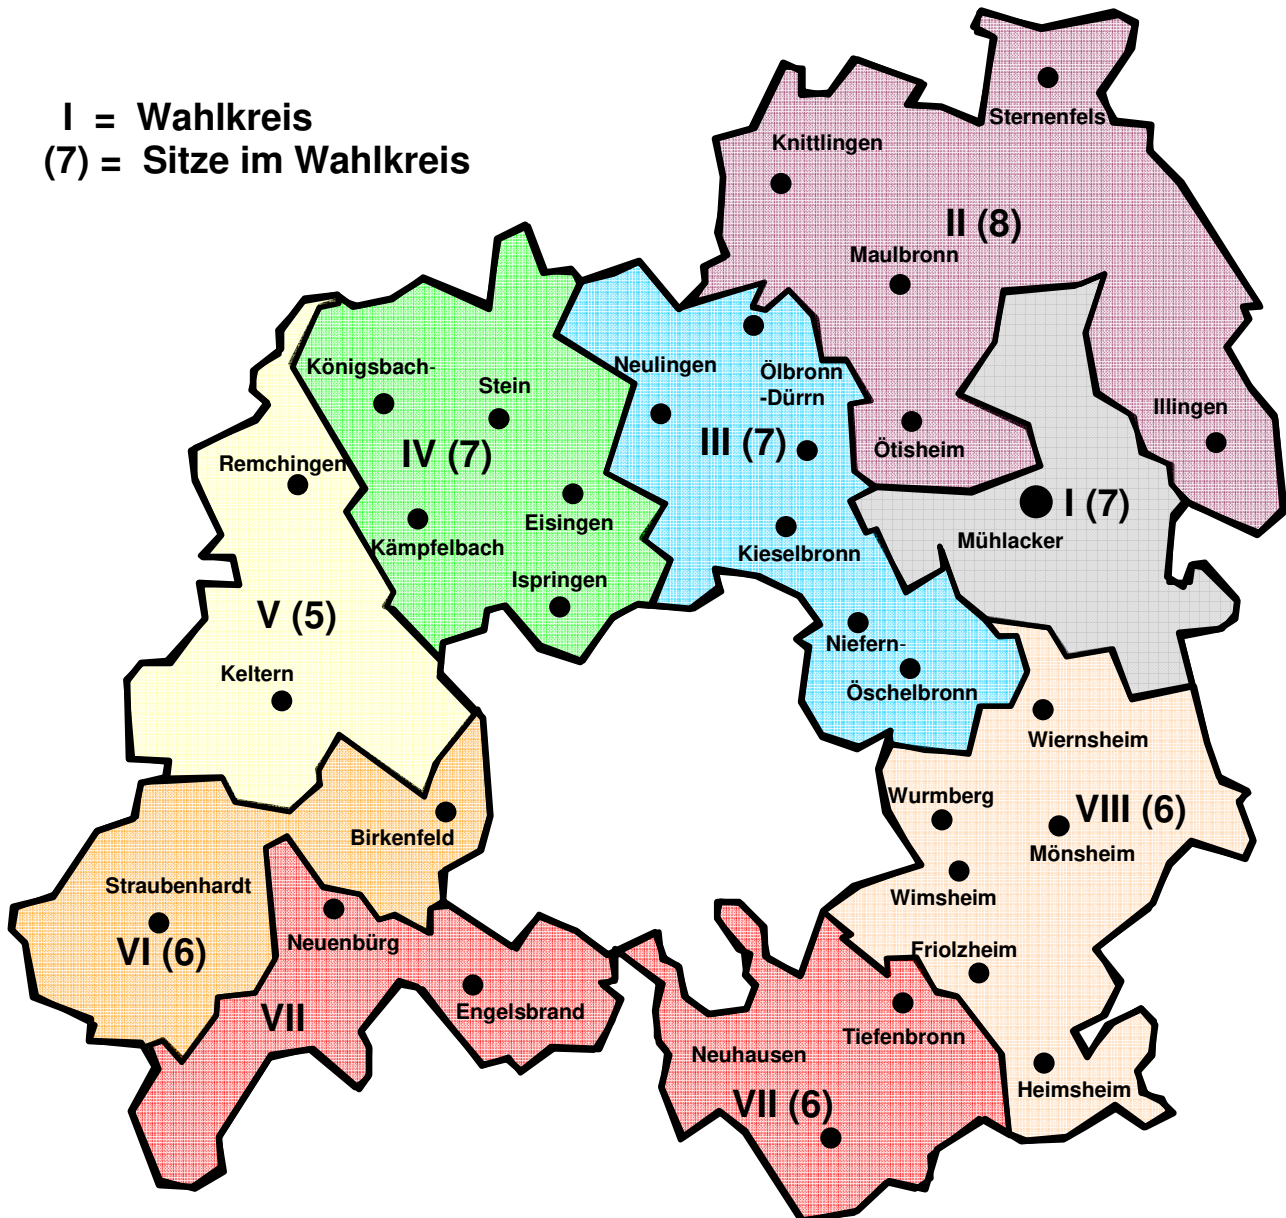 I = Wahlkreis
(7) = Sitze im Wahlkreis
Sternenfels
Knittlingen
II (8)
Maulbronn
Königsbach-
Stein
Neulingen
Ölbronn
-Dürrn
Illingen
IV (7)
III (7)
Ötisheim
Remchingen
I (7)
Eisingen
Mühlacker
Kämpfelbach
Kieselbronn
Ispringen
V (5)
Niefern-
Öschelbronn
Keltern
Wiernsheim
Wurmberg
VIII (6)
Birkenfeld
Mönsheim
Straubenhardt
Wimsheim
VI (6)
Neuenbürg
Friolzheim
VII
Engelsbrand
Tiefenbronn
Neuhausen
Heimsheim
VII (6)